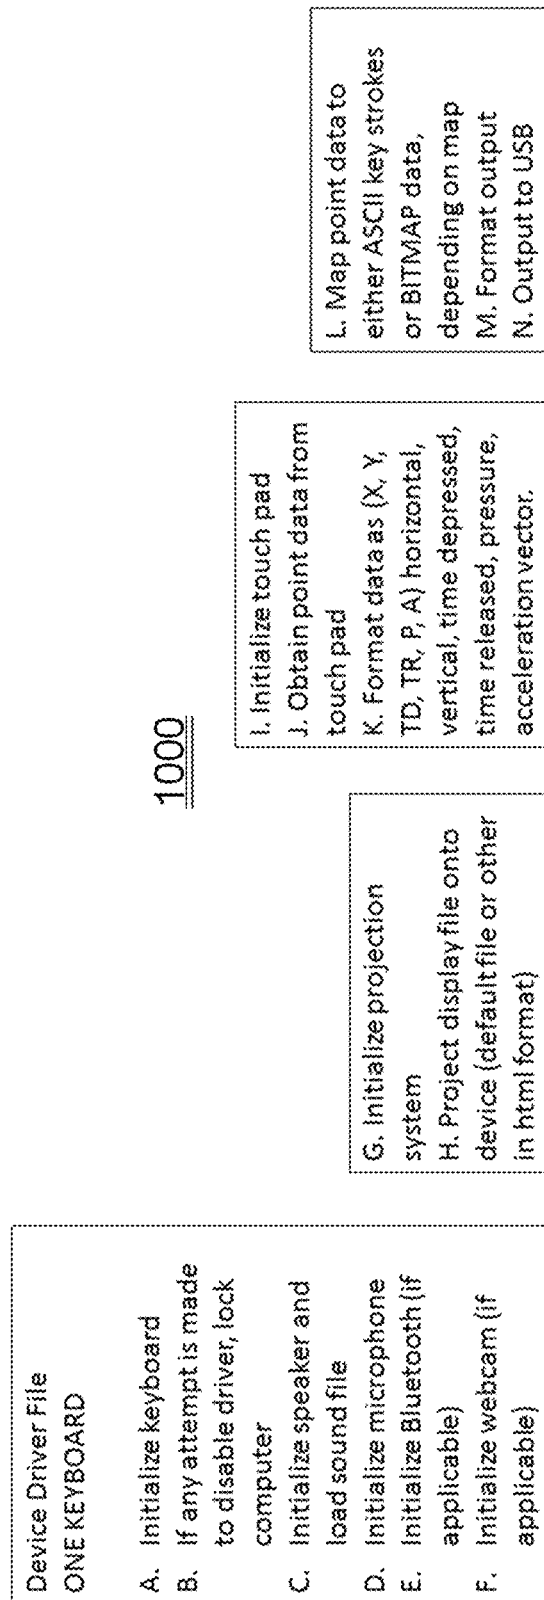 Device Driver File
ONE KEYBOARD
A. Initialize keyboard
B. If any attempt is made
to disable driver, lock
computer
C. Initialize speaker and
load sound file
D. Initialize microphone
E. Initialize Bluetooth (if
applicable)
F. Initialize webcam (if
applicable)
G. Initialize projection
system
H. Project display file onto
device (default file or other
in html format)
1000
I. Initialize touch pad
J. Obtain point data from
touch pad
K. Format data as (X, Y,
TD, TR, P, A) horizontal,
vertical, time depressed,
time released, pressure,
acceleration vector.
L. Map point data to
either ASCII key strokes
or BITMAP data,
depending on map
M. Format output
N. Output to USB